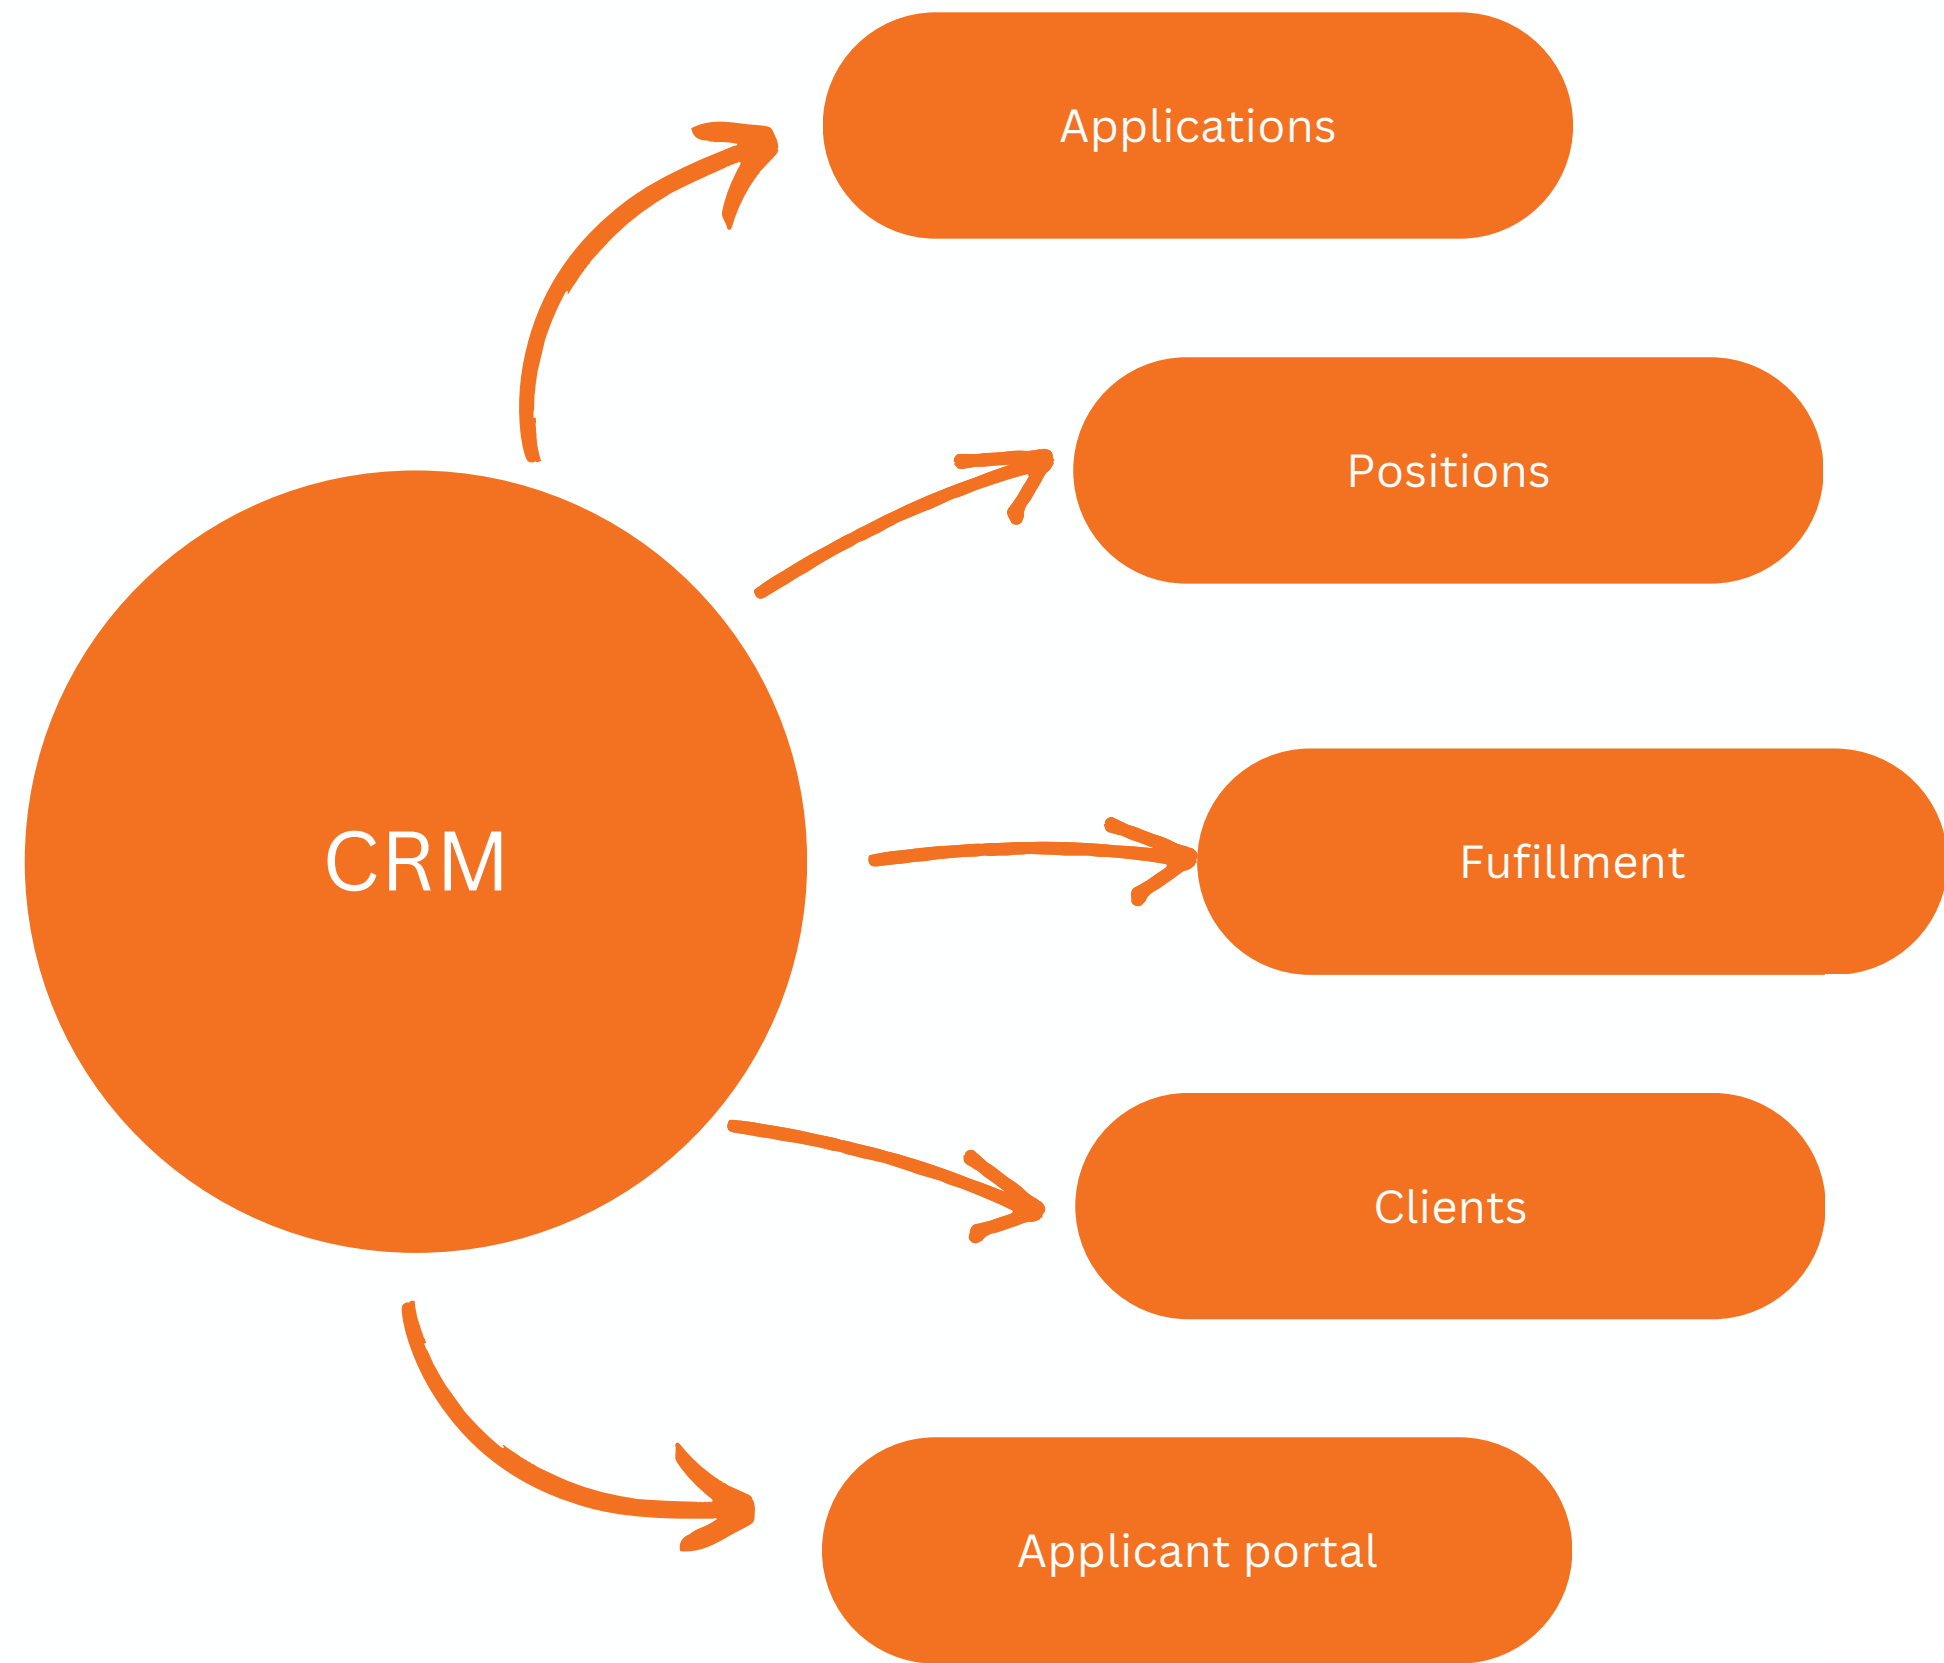 Applications
Positions
CRM
Fufillment
Clients
Applicant portal